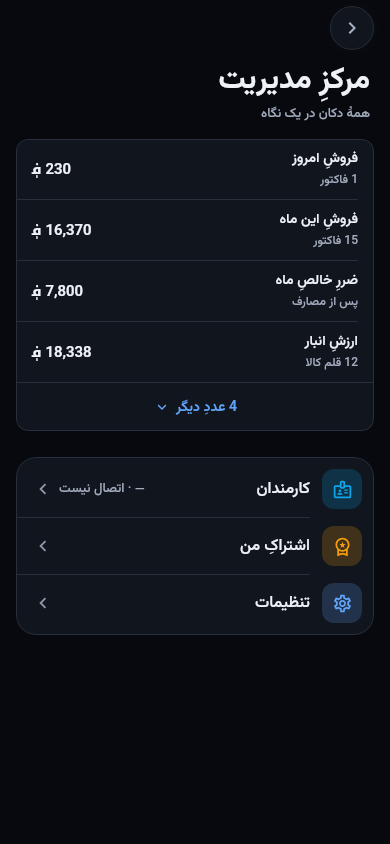 مرکزِ مدیریت
همهٔ دکان در یک نگاه
فروشِ امروز
1 فاکتور
230 ؋
فروشِ این ماه
15 فاکتور
16,370 ؋
ضررِ خالصِ ماه
پس از مصارف
7,800 ؋
ارزشِ انبار
12 قلم کالا
18,338 ؋
4 عددِ دیگر
کارمندان
— · اتصال نیست
اشتراکِ من
تنظیمات